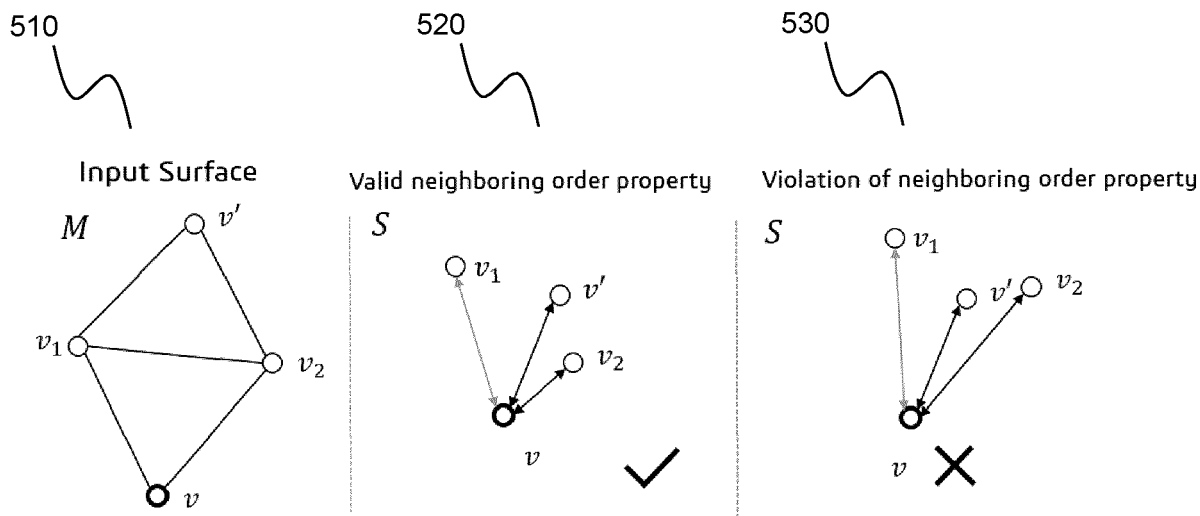 510
520
530
Input Surface
Valid neighboring order property
Violation of neighboring order property
M
v'
v₁
v₂
v
S
v₁
v'
v₂
v
S
v₁
v'
v₂
v